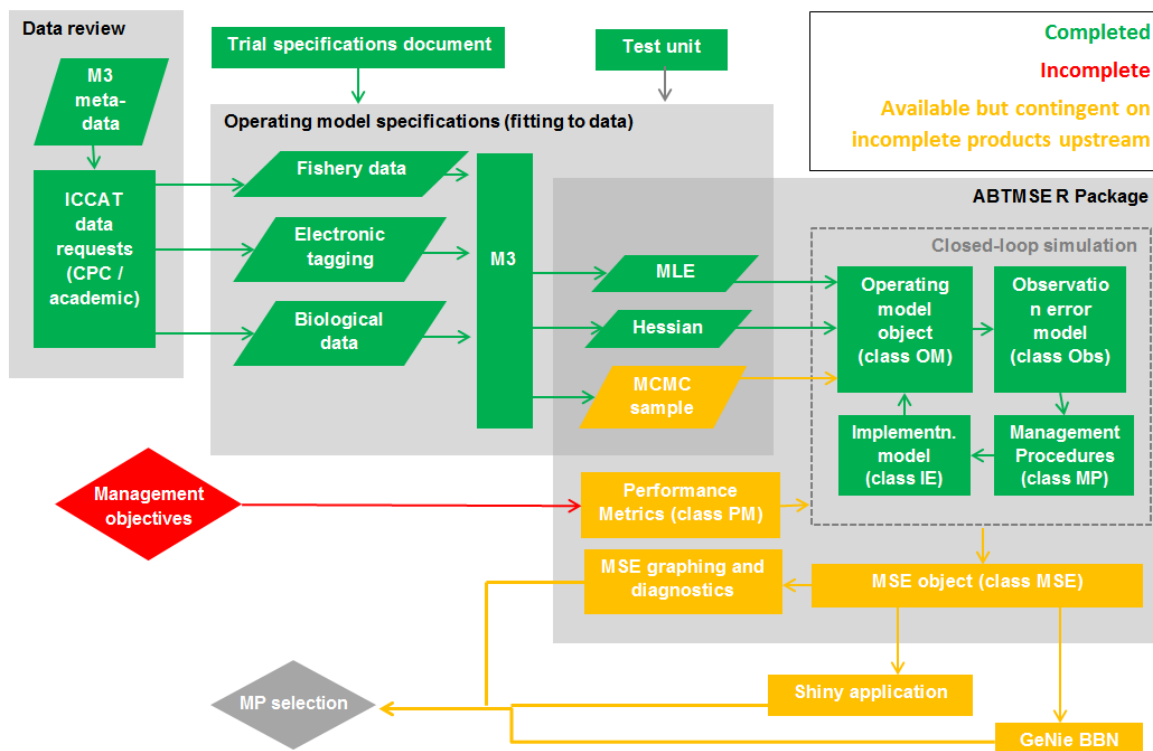 Data review
M3
meta-
data
ICCAT
data
requests
(CPC /
academic)
Trial specifications document
Test unit
Completed
Incomplete
Available but contingent on
incomplete products upstream
Operating model specifications (fitting to data)
Fishery data
Electronic
tagging
Biological
data
M3
ABTMSE R Package
MLE
Hessian
MCMC
sample
Closed-loop simulation
Operating
model
object
(class OM)
Observatio
n error
model
(class Obs)
Implementn.
model
(class IE)
Management
Procedures
(class MP)
Management
objectives
Performance
Metrics (class PM)
MSE graphing and
diagnostics
MSE object (class MSE)
MP selection
Shiny application
GeNie BBN